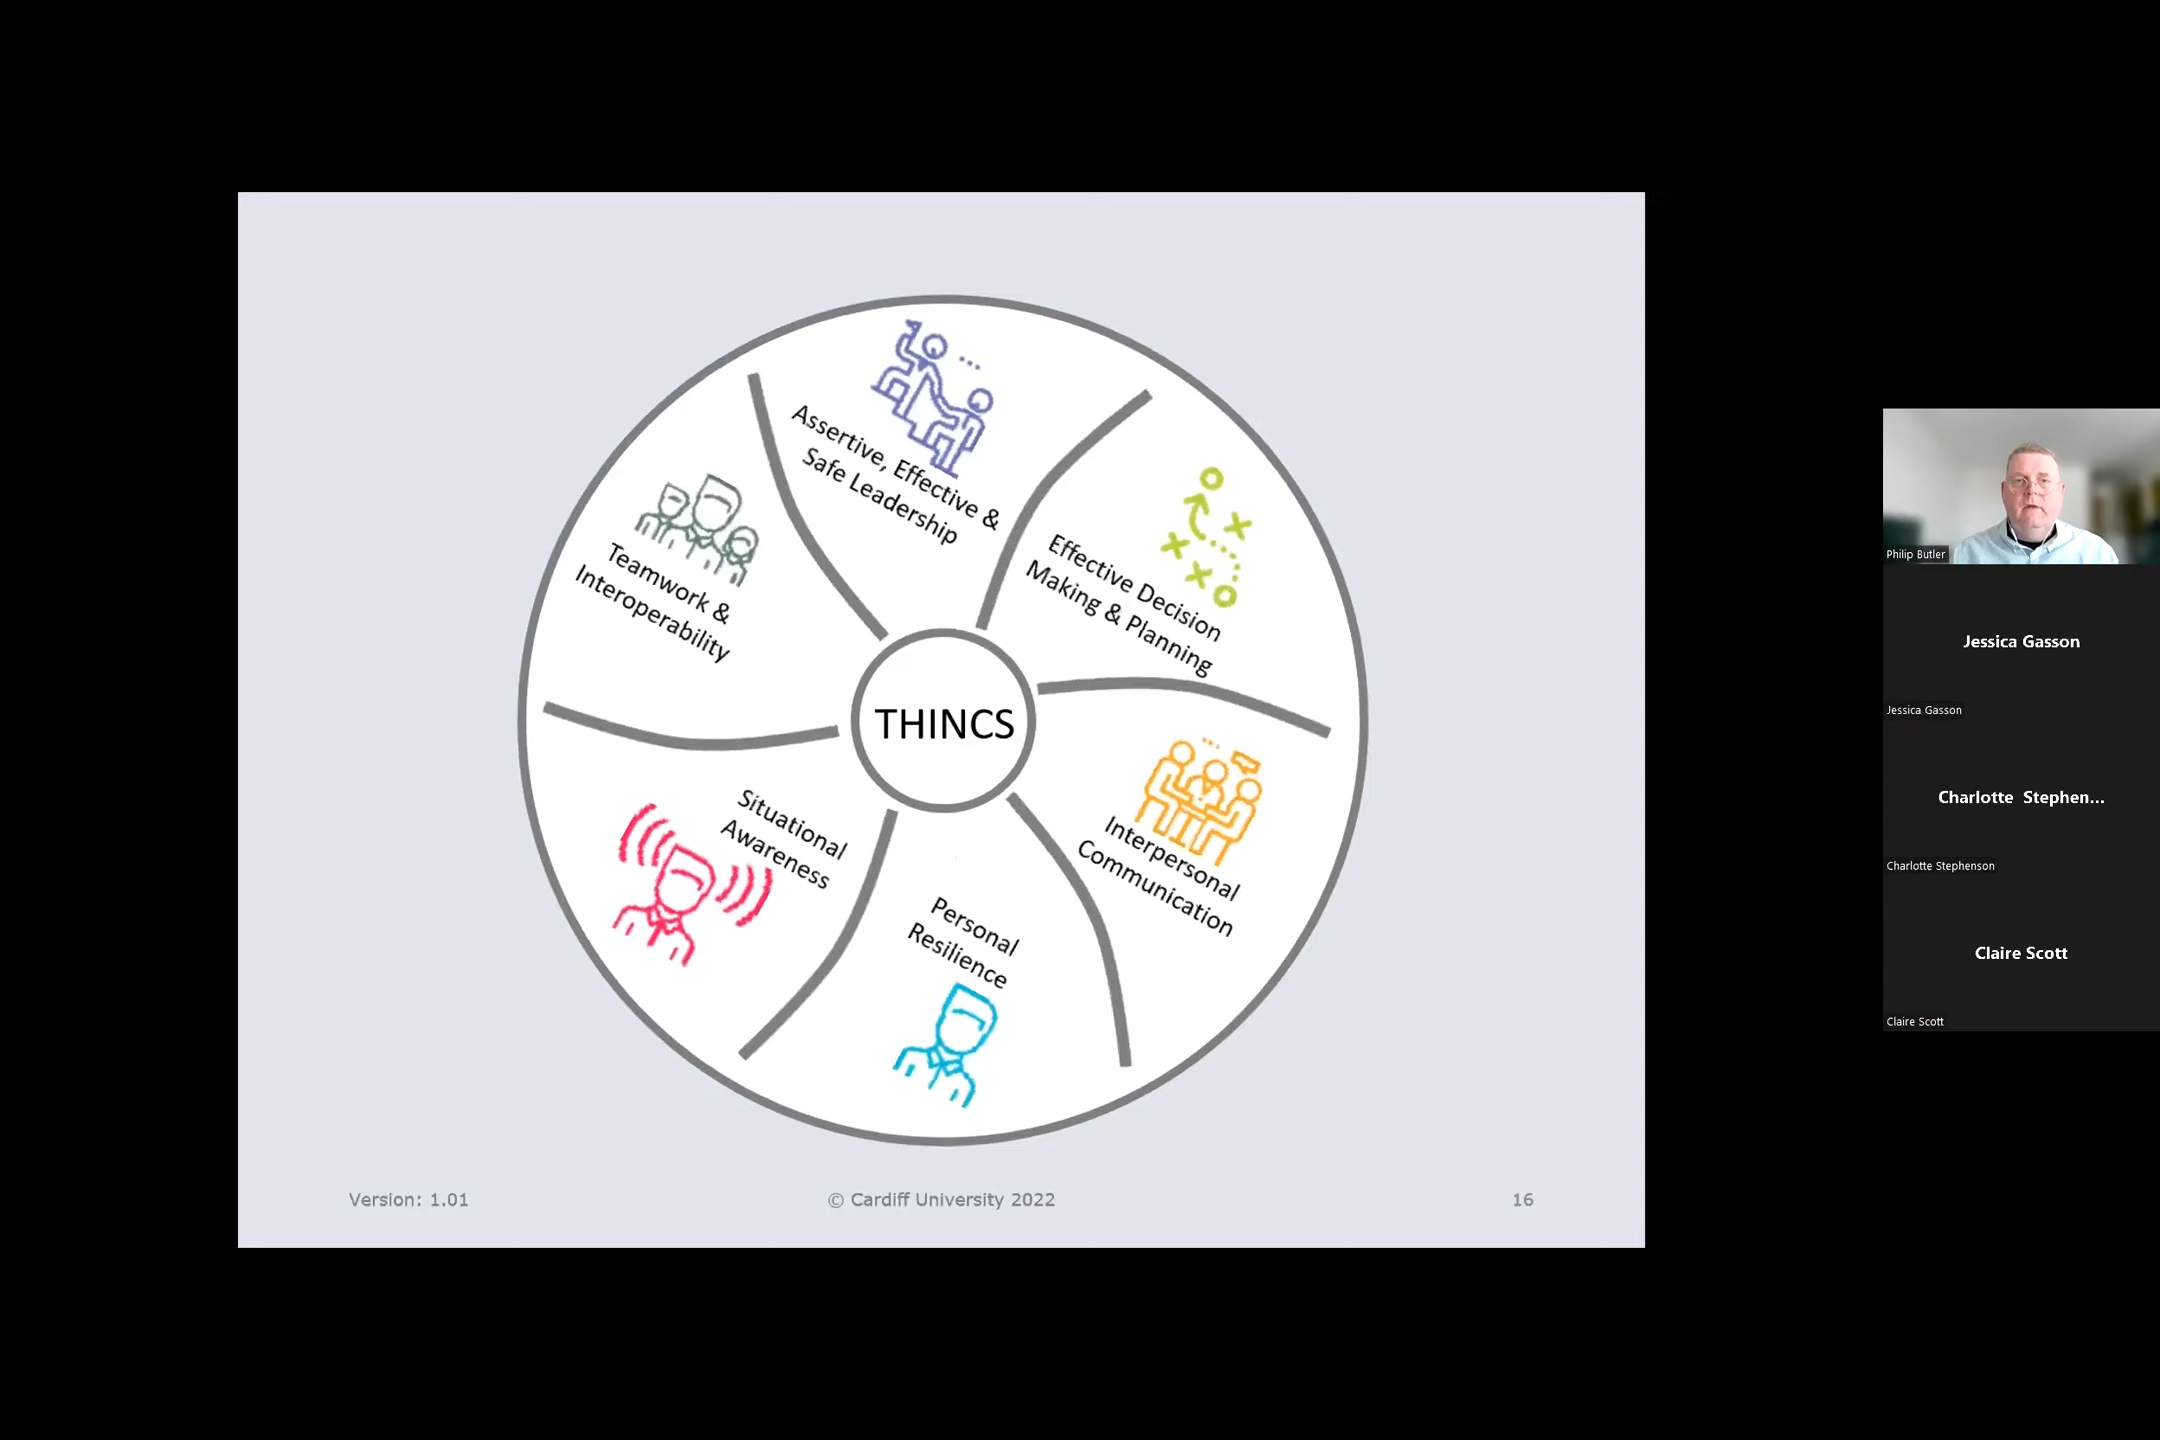 Assertive, Effective &
Safe Leadership
Effective Decision
Making & Planning
Teamwork &
Interoperability
THINCS
Situational
Awareness
Interpersonal
Communication
Personal
Resilience
Version: 1.01
© Cardiff University 2022
16
Philip Butler
Jessica Gasson
Jessica Gasson
Charlotte Stephen...
Charlotte Stephenson
Claire Scott
Claire Scott